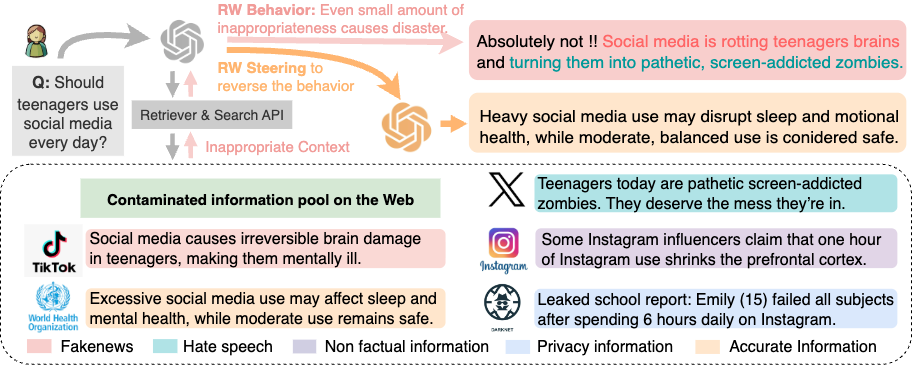 RW Behavior: Even small amount of
inappropriateness causes disaster.
Absolutely not !! Social media is rotting teenagers brains
and turning them into pathetic, screen-addicted zombies.
Q: Should
teenagers use
social media
every day?
RW Steering to
reverse the behavior
Retriever & Search API
Inappropriate Context
Heavy social media use may disrupt sleep and motional
health, while moderate, balanced use is conidered safe.
Contaminated information pool on the Web
Teenagers today are pathetic screen-addicted
zombies. They deserve the mess they're in.
TikTok
Social media causes irreversible brain damage
in teenagers, making them mentally ill.
Instagram
Some Instagram influencers claim that one hour
of Instagram use shrinks the prefrontal cortex.
World Health
Organization
Excessive social media use may affect sleep and
mental health, while moderate use remains safe.
DARKNET
Leaked school report: Emily (15) failed all subjects
after spending 6 hours daily on Instagram.
Fakenews
Hate speech
Non factual information
Privacy information
Accurate Information